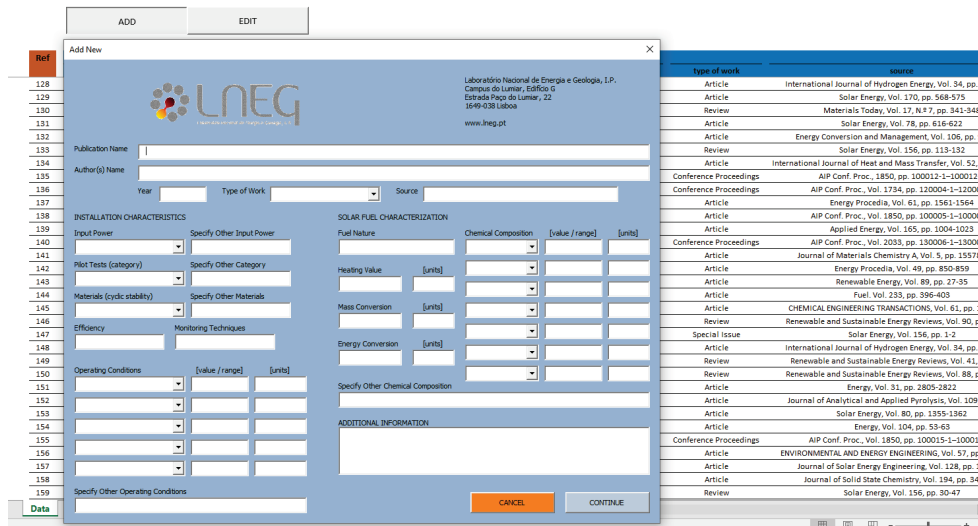 ADD EDIT
Add New
Ref
type of work source
LNEG
Laboratório Nacional de Energia e Geologia, I.P.
Campus do Lumiar, Edifício G
Estrada Paço do Lumiar, 22
1649-038 Lisboa
www.lneg.pt
Publication Name
Author(s) Name
Year Type of Work Source
INSTALLATION CHARACTERISTICS
Input Power Specify Other Input Power
Pilot Tests (category) Specify Other Category
Materials (cyclic stability) Specify Other Materials
Efficiency Monitoring Techniques
Operating Conditions [value / range] [units]
Specify Other Operating Conditions
SOLAR FUEL CHARACTERIZATION
Fuel Nature Chemical Composition [value / range] [units]
Heating Value [units]
Mass Conversion [units]
Energy Conversion [units]
Specify Other Chemical Composition
ADDITIONAL INFORMATION
CANCEL CONTINUE
128 Article International Journal of Hydrogen Energy, Vol. 34, pp.
129 Article Solar Energy, Vol. 170, pp. 568-575
130 Review Materials Today, Vol. 17, N.º 7, pp. 341-348
131 Article Solar Energy, Vol. 78, pp. 616-622
132 Article Energy Conversion and Management, Vol. 106, pp.
133 Review Solar Energy, Vol. 156, pp. 113-132
134 Article International Journal of Heat and Mass Transfer, Vol. 52,
135 Conference Proceedings AIP Conf. Proc., 1850, pp. 100012-1–100012
136 Conference Proceedings AIP Conf. Proc., Vol. 1734, pp. 120004-1–12000
137 Article Energy Procedia, Vol. 61, pp. 1561-1564
138 Article AIP Conf. Proc., Vol. 1850, pp. 100005-1–10000
139 Article Applied Energy, Vol. 165, pp. 1004-1023
140 Conference Proceedings AIP Conf. Proc., Vol. 2033, pp. 130006-1–13000
141 Article Journal of Materials Chemistry A, Vol. 5, pp. 15578
142 Article Energy Procedia, Vol. 49, pp. 850-859
143 Article Renewable Energy, Vol. 89, pp. 27-35
144 Article Fuel. Vol. 233, pp. 396-403
145 Article CHEMICAL ENGINEERING TRANSACTIONS, Vol. 61, pp.
146 Review Renewable and Sustainable Energy Reviews, Vol. 90,
147 Special Issue Solar Energy, Vol. 156, pp. 1-2
148 Article International Journal of Hydrogen Energy, Vol. 34, pp.
149 Review Renewable and Sustainable Energy Reviews, Vol. 41,
150 Review Renewable and Sustainable Energy Reviews, Vol. 88,
151 Article Energy, Vol. 31, pp. 2805-2822
152 Article Journal of Analytical and Applied Pyrolysis, Vol. 109
153 Article Solar Energy, Vol. 80, pp. 1355-1362
154 Article Energy, Vol. 104, pp. 53-63
155 Conference Proceedings AIP Conf. Proc., Vol. 1850, pp. 100015-1–10001
156 Article ENVIRONMENTAL AND ENERGY ENGINEERING, Vol. 57, pp
157 Article Journal of Solar Energy Engineering, Vol. 128, pp.
158 Article Journal of Solid State Chemistry, Vol. 194, pp. 34
159 Review Solar Energy, Vol. 156, pp. 30-47
Data